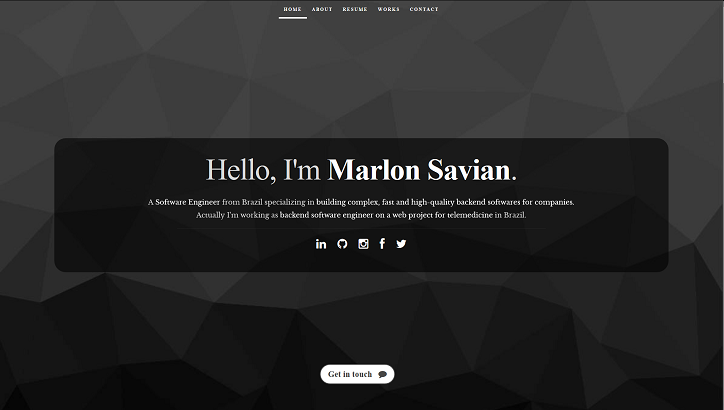 HOME ABOUT RESUME WORKS CONTACT
Hello, I'm Marlon Savian.
A Software Engineer from Brazil specializing in building complex, fast and high-quality backend softwares for companies.
Actually I'm working as backend software engineer on a web project for telemedicine in Brazil.
Get in touch